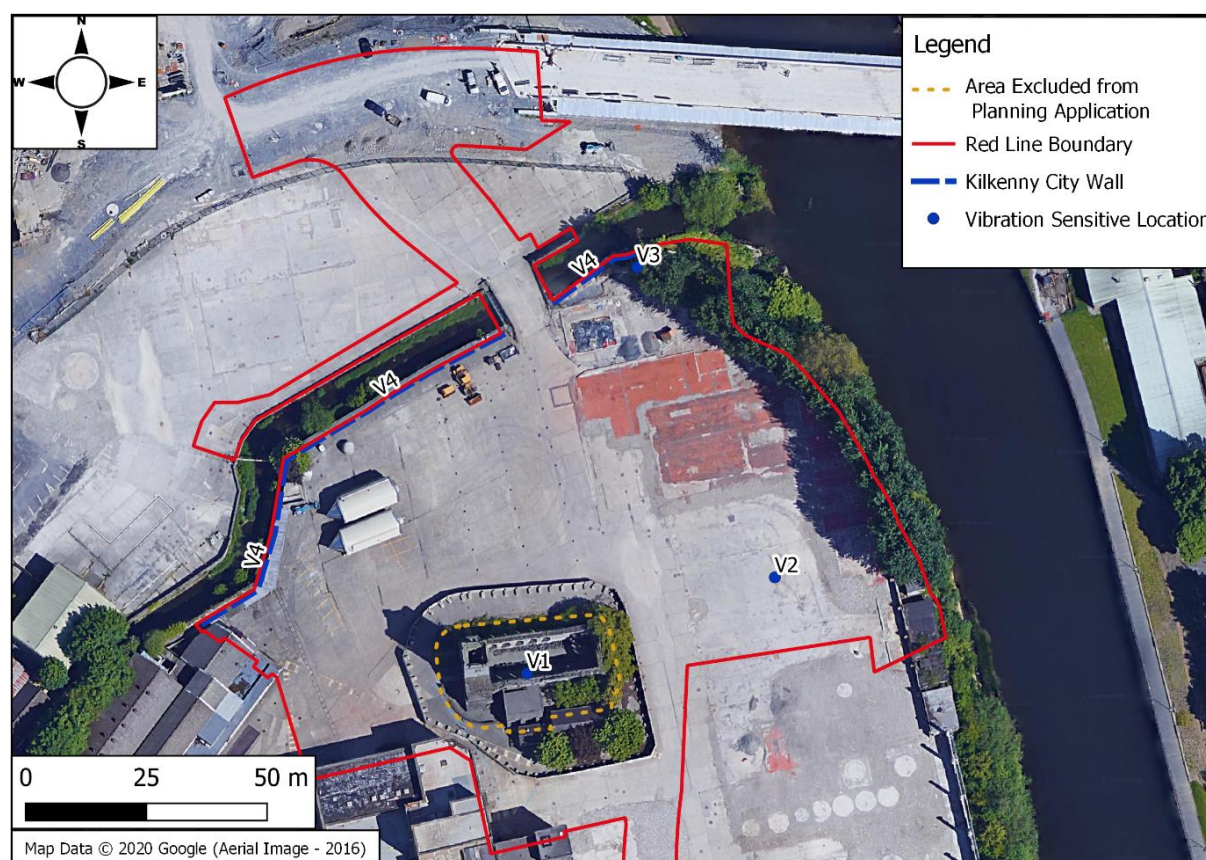 N
W
E
S
Legend
Area Excluded from
Planning Application
Red Line Boundary
Kilkenny City Wall
Vibration Sensitive Location
V4
V3
V4
V4
V2
V1
0 25 50 m
Map Data © 2020 Google (Aerial Image - 2016)